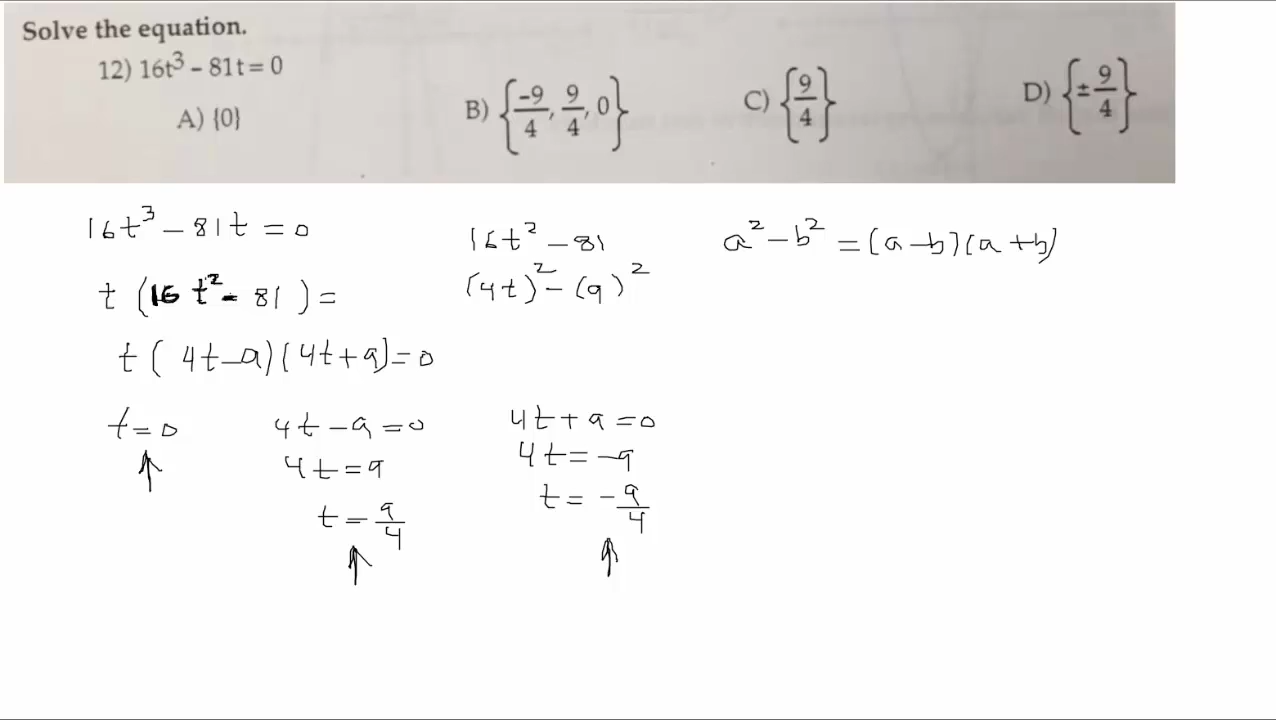 Solve the equation.
12) 16t³ – 81t = 0
A) {0}
B) {-9/4, 9/4, 0}
C) {9/4}
D) {± 9/4}
16t³ – 81t = 0
t (16 t² - 81) =
t ( 4t – 9)(4t + 9) = 0
16t² – 81
(4t)² – (9)²
a² – b² = (a – b)(a + b)
t = 0
4t – 9 = 0
4t = 9
t = 9/4
4t + 9 = 0
4t = –9
t = – 9/4